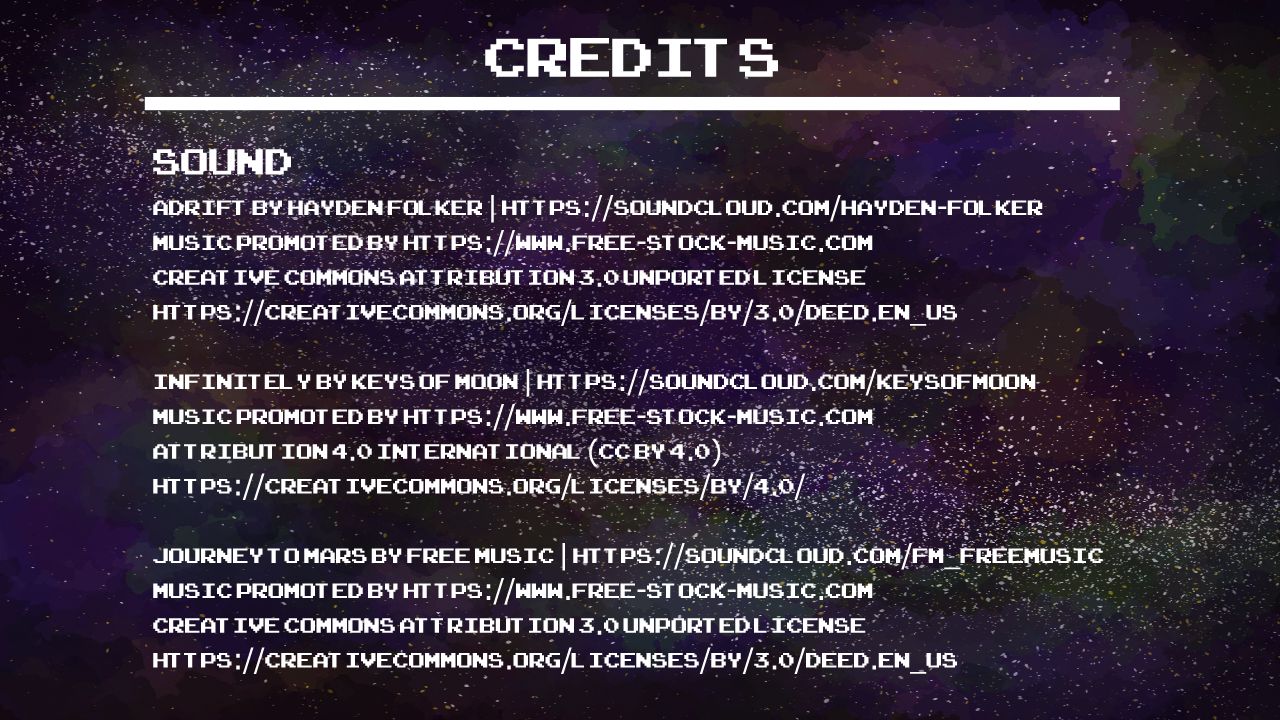 CREDITS
SOUND
ADRIFT BY HAYDEN FOLKER | HTTPS://SOUNDCLOUD.COM/HAYDEN-FOLKER
MUSIC PROMOTED BY HTTPS://WWW.FREE-STOCK-MUSIC.COM
CREATIVE COMMONS ATTRIBUTION 3.0 UNPORTED LICENSE
HTTPS://CREATIVECOMMONS.ORG/LICENSES/BY/3.0/DEED.EN_US
INFINITELY BY KEYS OF MOON | HTTPS://SOUNDCLOUD.COM/KEYSOFMOON
MUSIC PROMOTED BY HTTPS://WWW.FREE-STOCK-MUSIC.COM
ATTRIBUTION 4.0 INTERNATIONAL (CC BY 4.0)
HTTPS://CREATIVECOMMONS.ORG/LICENSES/BY/4.0/
JOURNEY TO MARS BY FREE MUSIC | HTTPS://SOUNDCLOUD.COM/FM_FREEMUSIC
MUSIC PROMOTED BY HTTPS://WWW.FREE-STOCK-MUSIC.COM
CREATIVE COMMONS ATTRIBUTION 3.0 UNPORTED LICENSE
HTTPS://CREATIVECOMMONS.ORG/LICENSES/BY/3.0/DEED.EN_US